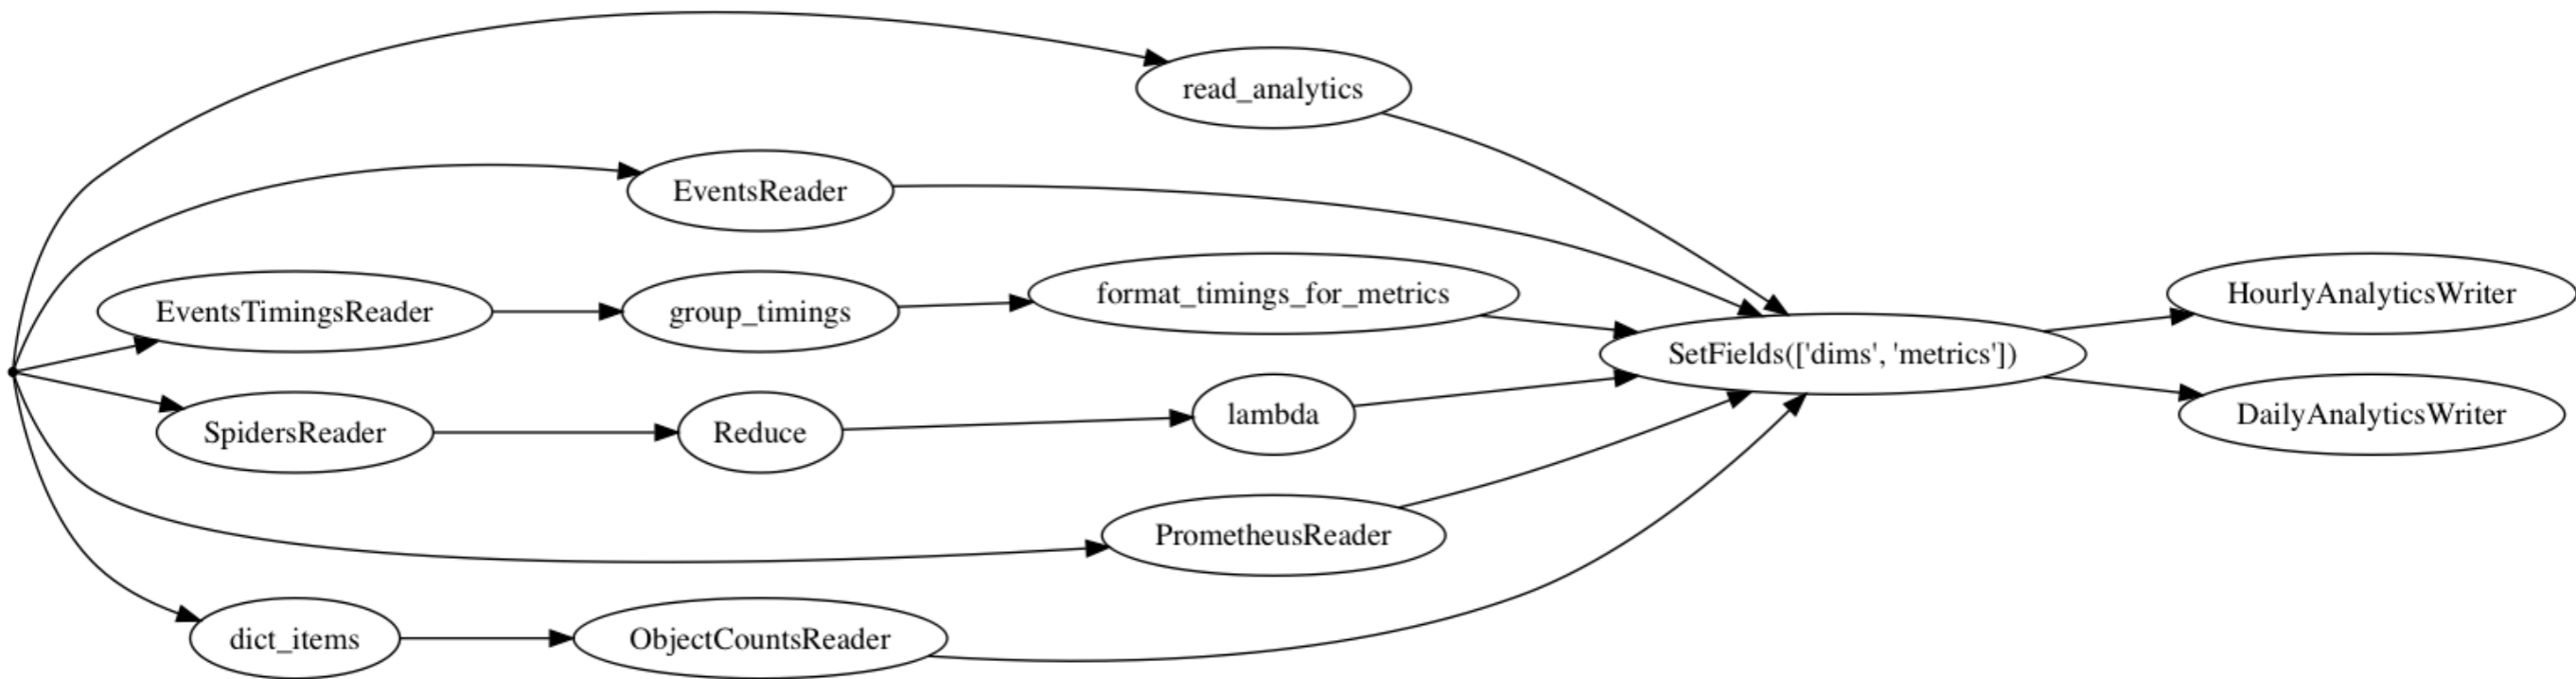 read_analytics
EventsReader
EventsTimingsReader
group_timings
format_timings_for_metrics
SetFields(['dims', 'metrics'])
HourlyAnalyticsWriter
DailyAnalyticsWriter
SpidersReader
Reduce
lambda
PrometheusReader
dict_items
ObjectCountsReader